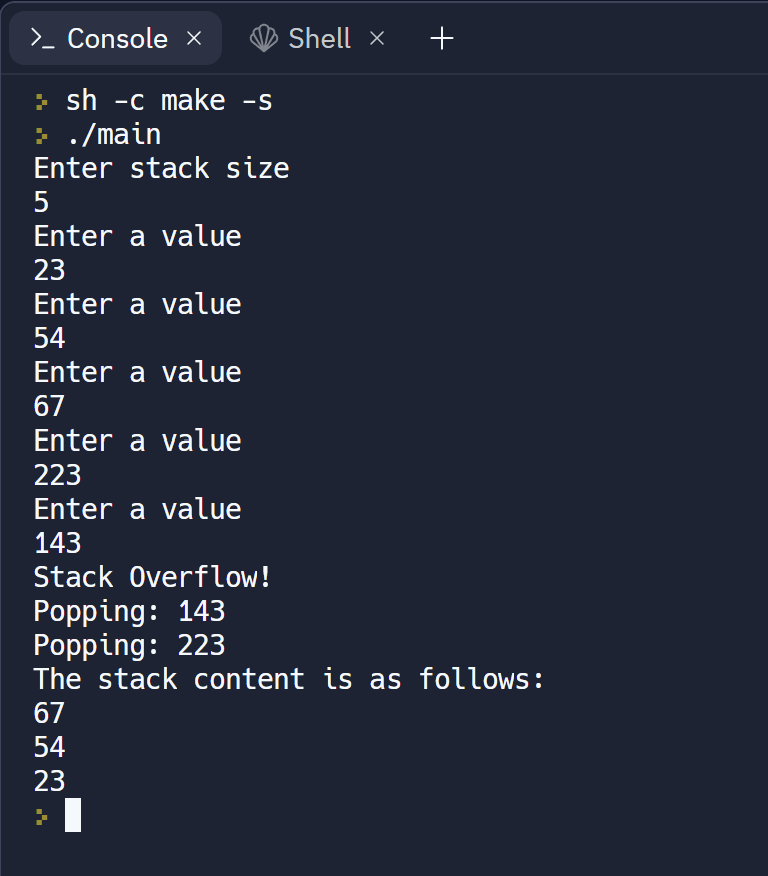 Console
Shell
sh -c make -s
./main
Enter stack size
5
Enter a value
23
Enter a value
54
Enter a value
67
Enter a value
223
Enter a value
143
Stack Overflow!
Popping: 143
Popping: 223
The stack content is as follows:
67
54
23